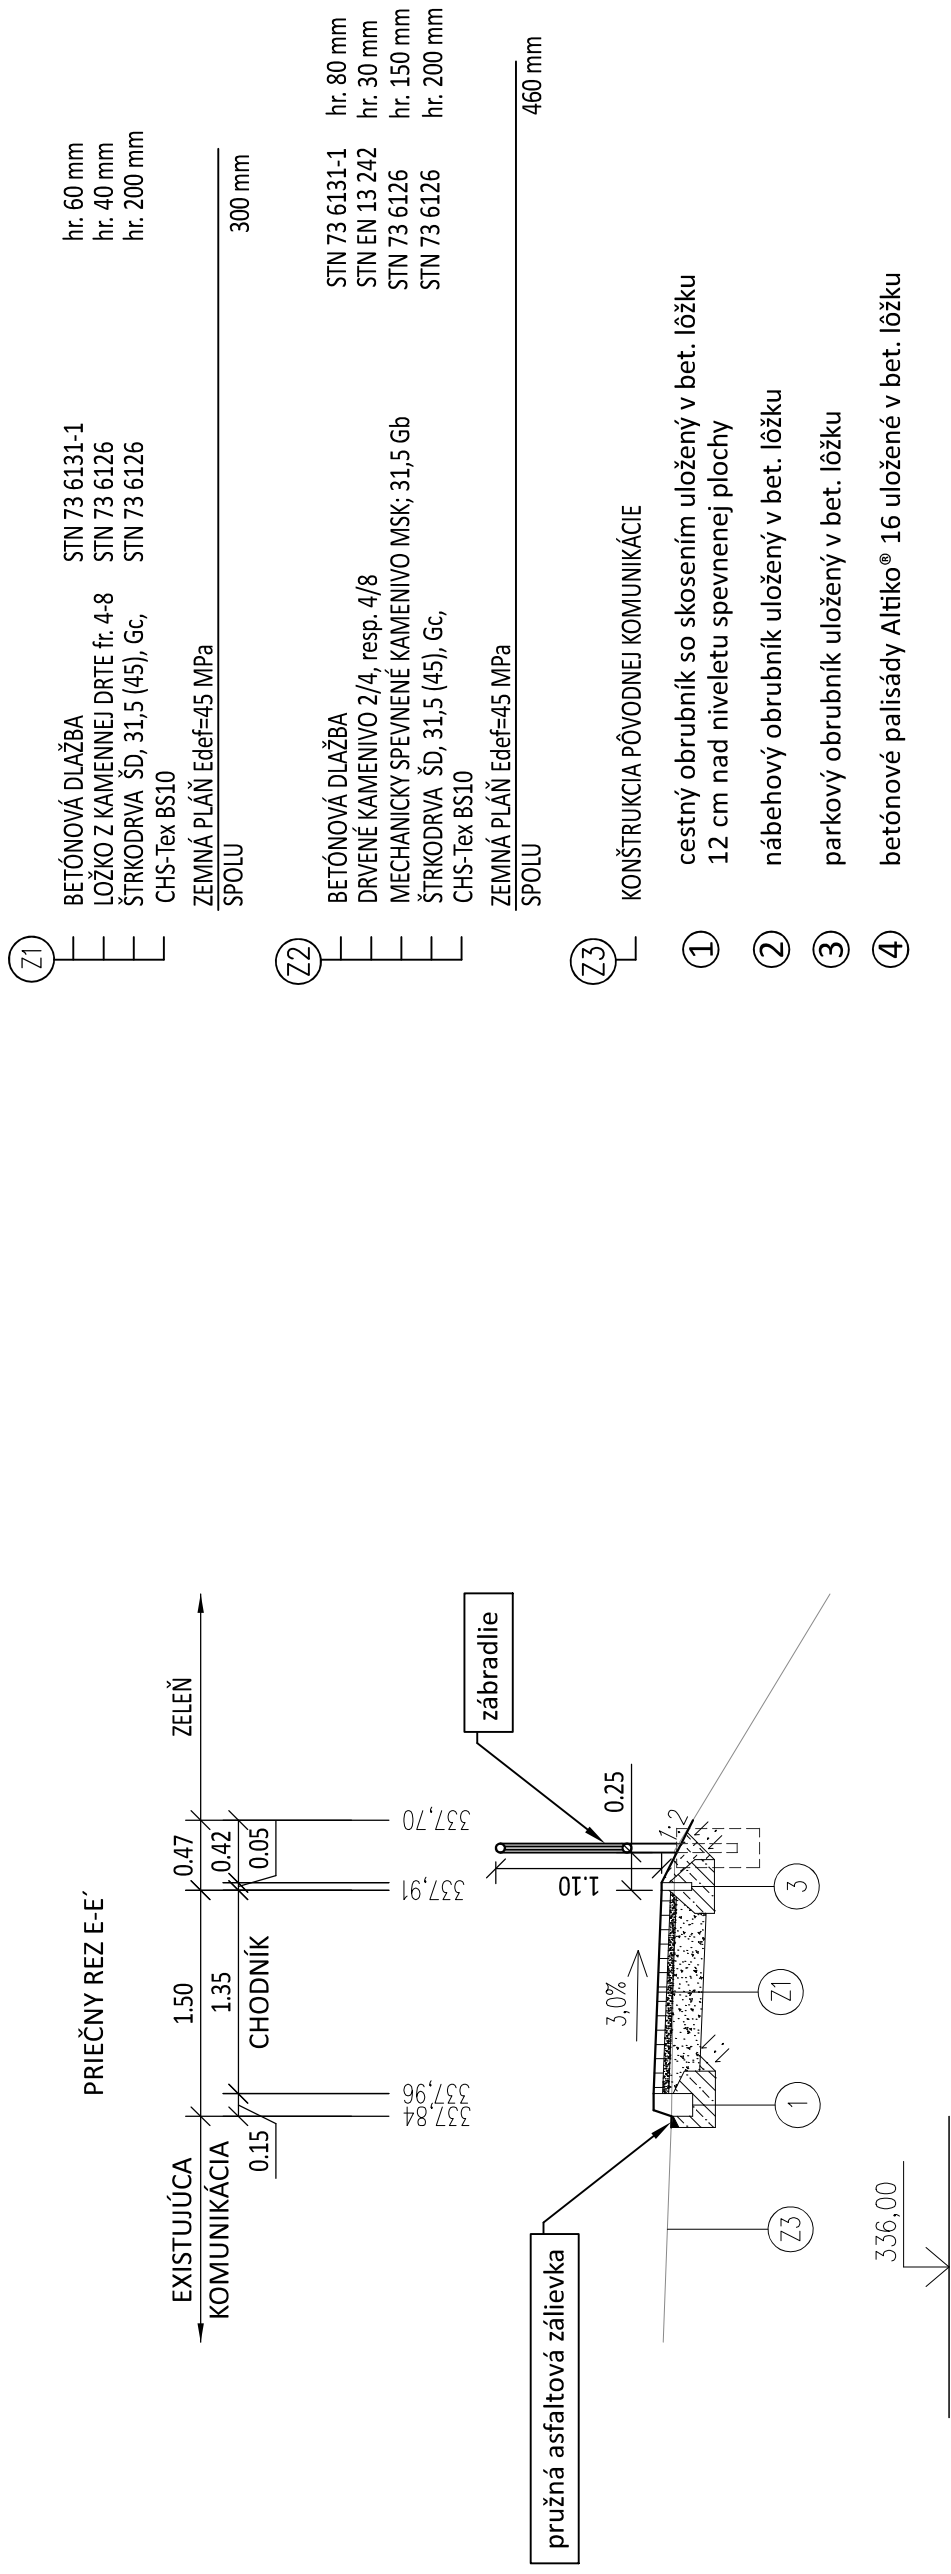 PRIEČNY REZ E-E´
EXISTUJÚCA
KOMUNIKÁCIA
1.50
0.47
ZELEŇ
0.15
1.35
0.42
CHODNÍK
0.05
337,84
337,96
337,91
337,70
zábradlie
pružná asfaltová zálievka
3,0%
1.10
0.25
1:2
Z3
1
Z1
3
336,00
Z1
BETÓNOVÁ DLAŽBA STN 73 6131-1 hr. 60 mm
LOŽKO Z KAMENNEJ DRTE fr. 4-8 STN 73 6126 hr. 40 mm
ŠTRKODRVA ŠD, 31,5 (45), Gc, STN 73 6126 hr. 200 mm
CHS-Tex BS10
ZEMNÁ PLÁŇ Edef=45 MPa
SPOLU 300 mm
Z2
BETÓNOVÁ DLAŽBA STN 73 6131-1 hr. 80 mm
DRVENÉ KAMENIVO 2/4, resp. 4/8 STN EN 13 242 hr. 30 mm
MECHANICKY SPEVNENÉ KAMENIVO MSK; 31,5 Gb STN 73 6126 hr. 150 mm
ŠTRKODRVA ŠD, 31,5 (45), Gc, STN 73 6126 hr. 200 mm
CHS-Tex BS10
ZEMNÁ PLÁŇ Edef=45 MPa
SPOLU 460 mm
Z3
KONŠTRUKCIA PÔVODNEJ KOMUNIKÁCIE
1 cestný obrubník so skosením uložený v bet. lôžku
12 cm nad niveletu spevnenej plochy
2 nábehový obrubník uložený v bet. lôžku
3 parkový obrubník uložený v bet. lôžku
4 betónové palisády Altiko® 16 uložené v bet. lôžku